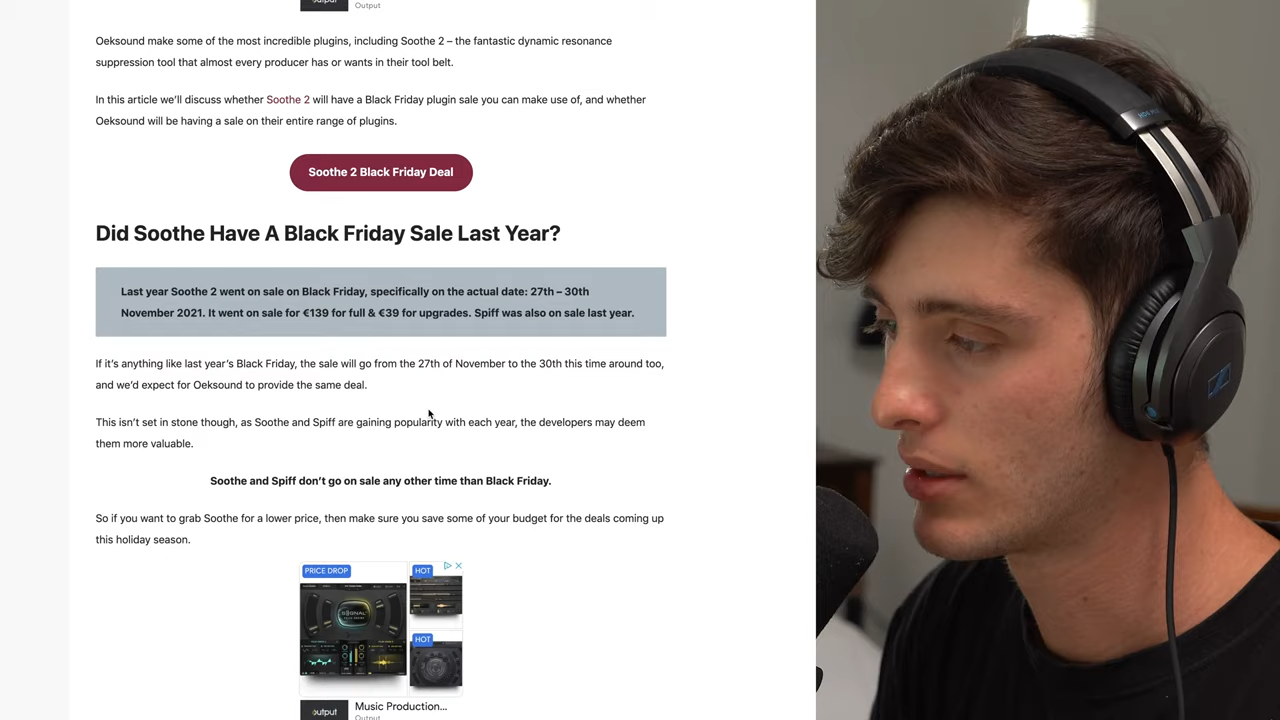 Output
Oeksound make some of the most incredible plugins, including Soothe 2 – the fantastic dynamic resonance
suppression tool that almost every producer has or wants in their tool belt.
In this article we'll discuss whether Soothe 2 will have a Black Friday plugin sale you can make use of, and whether
Oeksound will be having a sale on their entire range of plugins.
Soothe 2 Black Friday Deal
Did Soothe Have A Black Friday Sale Last Year?
Last year Soothe 2 went on sale on Black Friday, specifically on the actual date: 27th – 30th
November 2021. It went on sale for €139 for full & €39 for upgrades. Spiff was also on sale last year.
If it's anything like last year's Black Friday, the sale will go from the 27th of November to the 30th this time around too,
and we'd expect for Oeksound to provide the same deal.
This isn't set in stone though, as Soothe and Spiff are gaining popularity with each year, the developers may deem
them more valuable.
Soothe and Spiff don't go on sale any other time than Black Friday.
So if you want to grab Soothe for a lower price, then make sure you save some of your budget for the deals coming up
this holiday season.
PRICE DROP
HOT
SIGNAL
HOT
output
Music Production...
Output